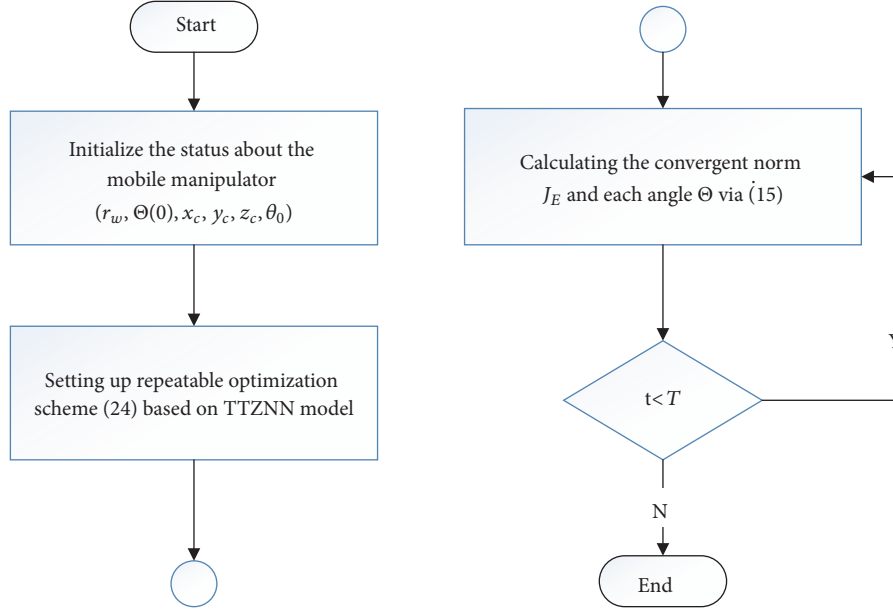 Start
Initialize the status about the
mobile manipulator
(r_w, Θ(0), x_c, y_c, z_c, θ_0)
Setting up repeatable optimization
scheme (24) based on TTZNN model
Calculating the convergent norm
J_E and each angle Θ via (̇15)
t<T
Y
N
End